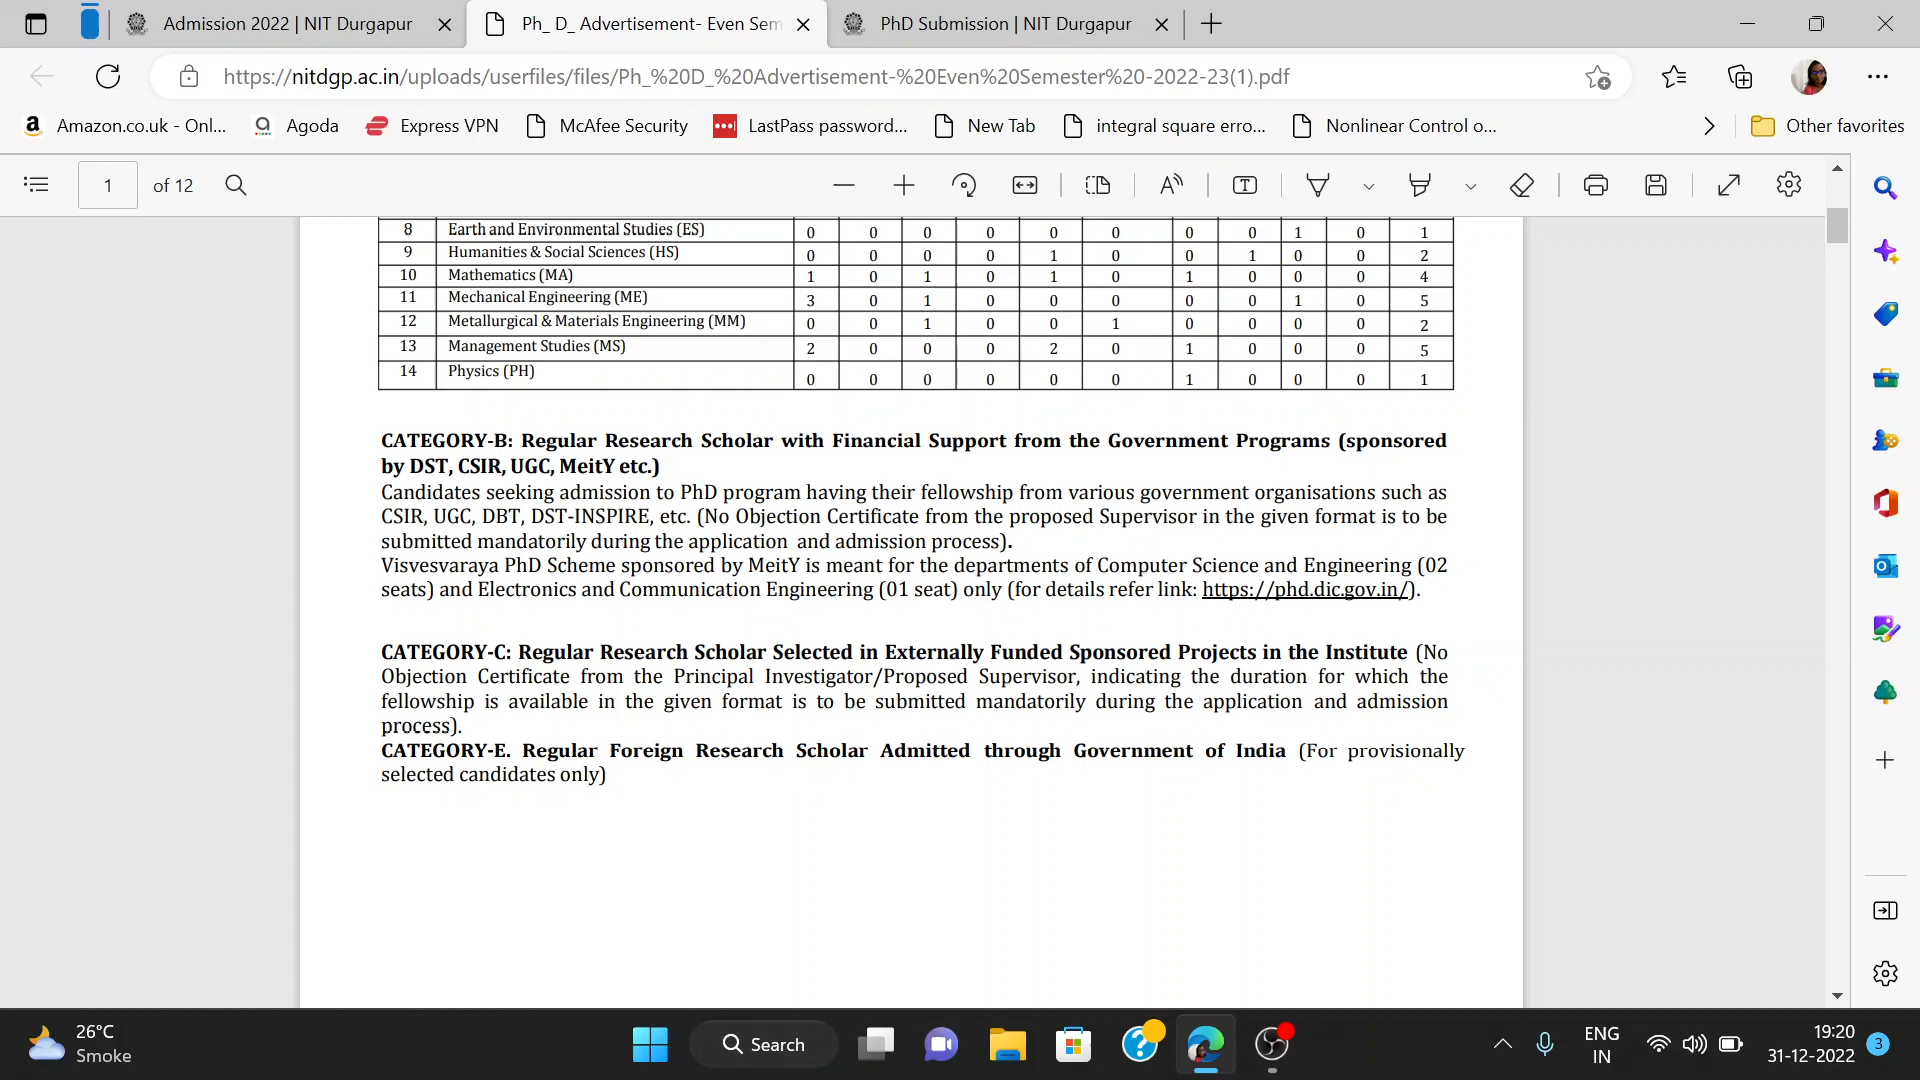 Admission 2022 | NIT Durgapur
Ph_ D_ Advertisement- Even Sem
PhD Submission | NIT Durgapur
https://nitdgp.ac.in/uploads/userfiles/files/Ph_%20D_%20Advertisement-%20Even%20Semester%20-2022-23(1).pdf
Amazon.co.uk - Onl... Agoda Express VPN McAfee Security LastPass password... New Tab integral square erro... Nonlinear Control o... Other favorites
1 of 12
8 Earth and Environmental Studies (ES) 0 0 0 0 0 0 0 0 1 0 1
9 Humanities & Social Sciences (HS) 0 0 0 0 1 0 0 1 0 0 2
10 Mathematics (MA) 1 0 1 0 1 0 1 0 0 0 4
11 Mechanical Engineering (ME) 3 0 1 0 0 0 0 0 1 0 5
12 Metallurgical & Materials Engineering (MM) 0 0 1 0 0 1 0 0 0 0 2
13 Management Studies (MS) 2 0 0 0 2 0 1 0 0 0 5
14 Physics (PH) 0 0 0 0 0 0 1 0 0 0 1
CATEGORY-B: Regular Research Scholar with Financial Support from the Government Programs (sponsored
by DST, CSIR, UGC, MeitY etc.)
Candidates seeking admission to PhD program having their fellowship from various government organisations such as
CSIR, UGC, DBT, DST-INSPIRE, etc. (No Objection Certificate from the proposed Supervisor in the given format is to be
submitted mandatorily during the application and admission process).
Visvesvaraya PhD Scheme sponsored by MeitY is meant for the departments of Computer Science and Engineering (02
seats) and Electronics and Communication Engineering (01 seat) only (for details refer link: https://phd.dic.gov.in/).
CATEGORY-C: Regular Research Scholar Selected in Externally Funded Sponsored Projects in the Institute (No
Objection Certificate from the Principal Investigator/Proposed Supervisor, indicating the duration for which the
fellowship is available in the given format is to be submitted mandatorily during the application and admission
process).
CATEGORY-E. Regular Foreign Research Scholar Admitted through Government of India (For provisionally
selected candidates only)
26°C
Smoke
Search
ENG
IN
19:20
31-12-2022
3